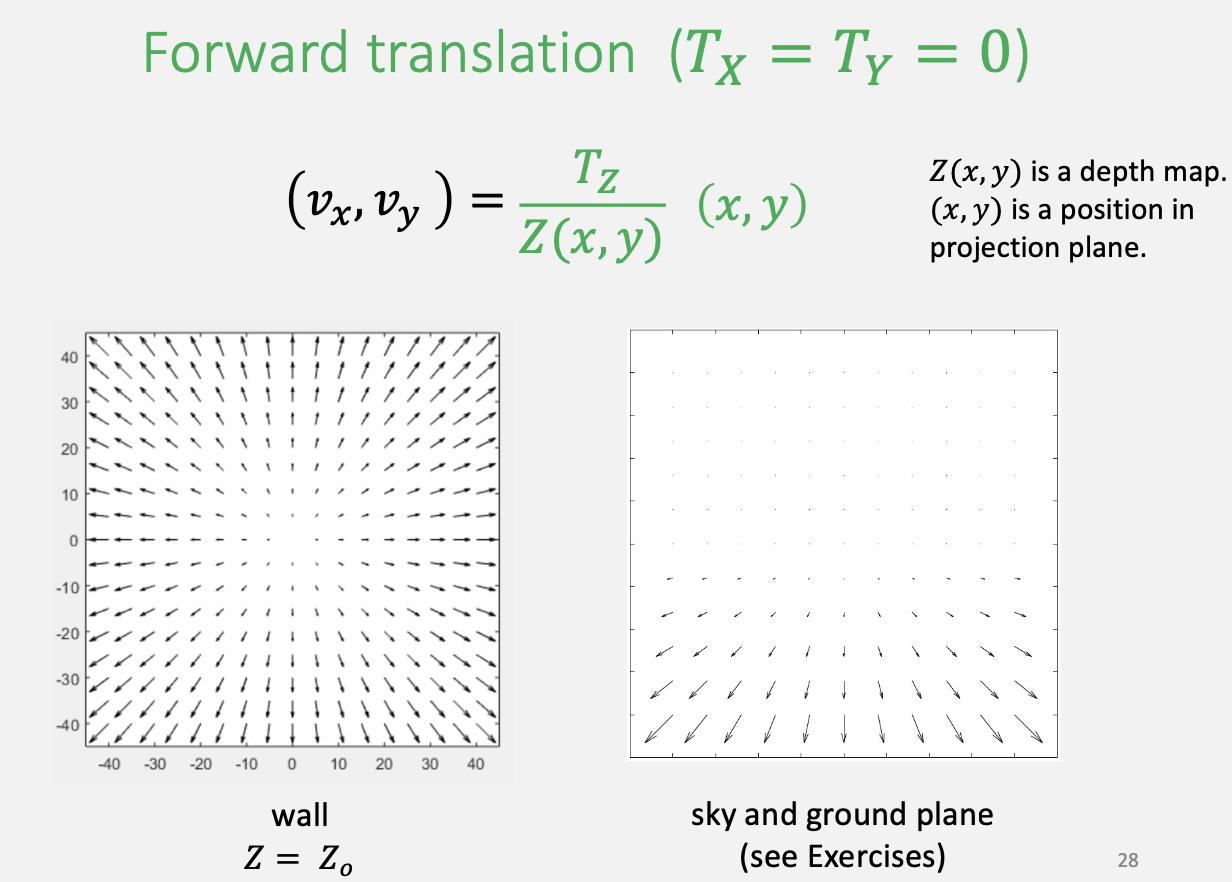 Forward translation (T_X = T_Y = 0)
(v_x, v_y) = T_Z / Z(x, y) (x, y)
Z(x, y) is a depth map.
(x, y) is a position in
projection plane.
40
30
20
10
0
-10
-20
-30
-40
-40 -30 -20 -10 0 10 20 30 40
wall
Z = Z_o
sky and ground plane
(see Exercises)
28